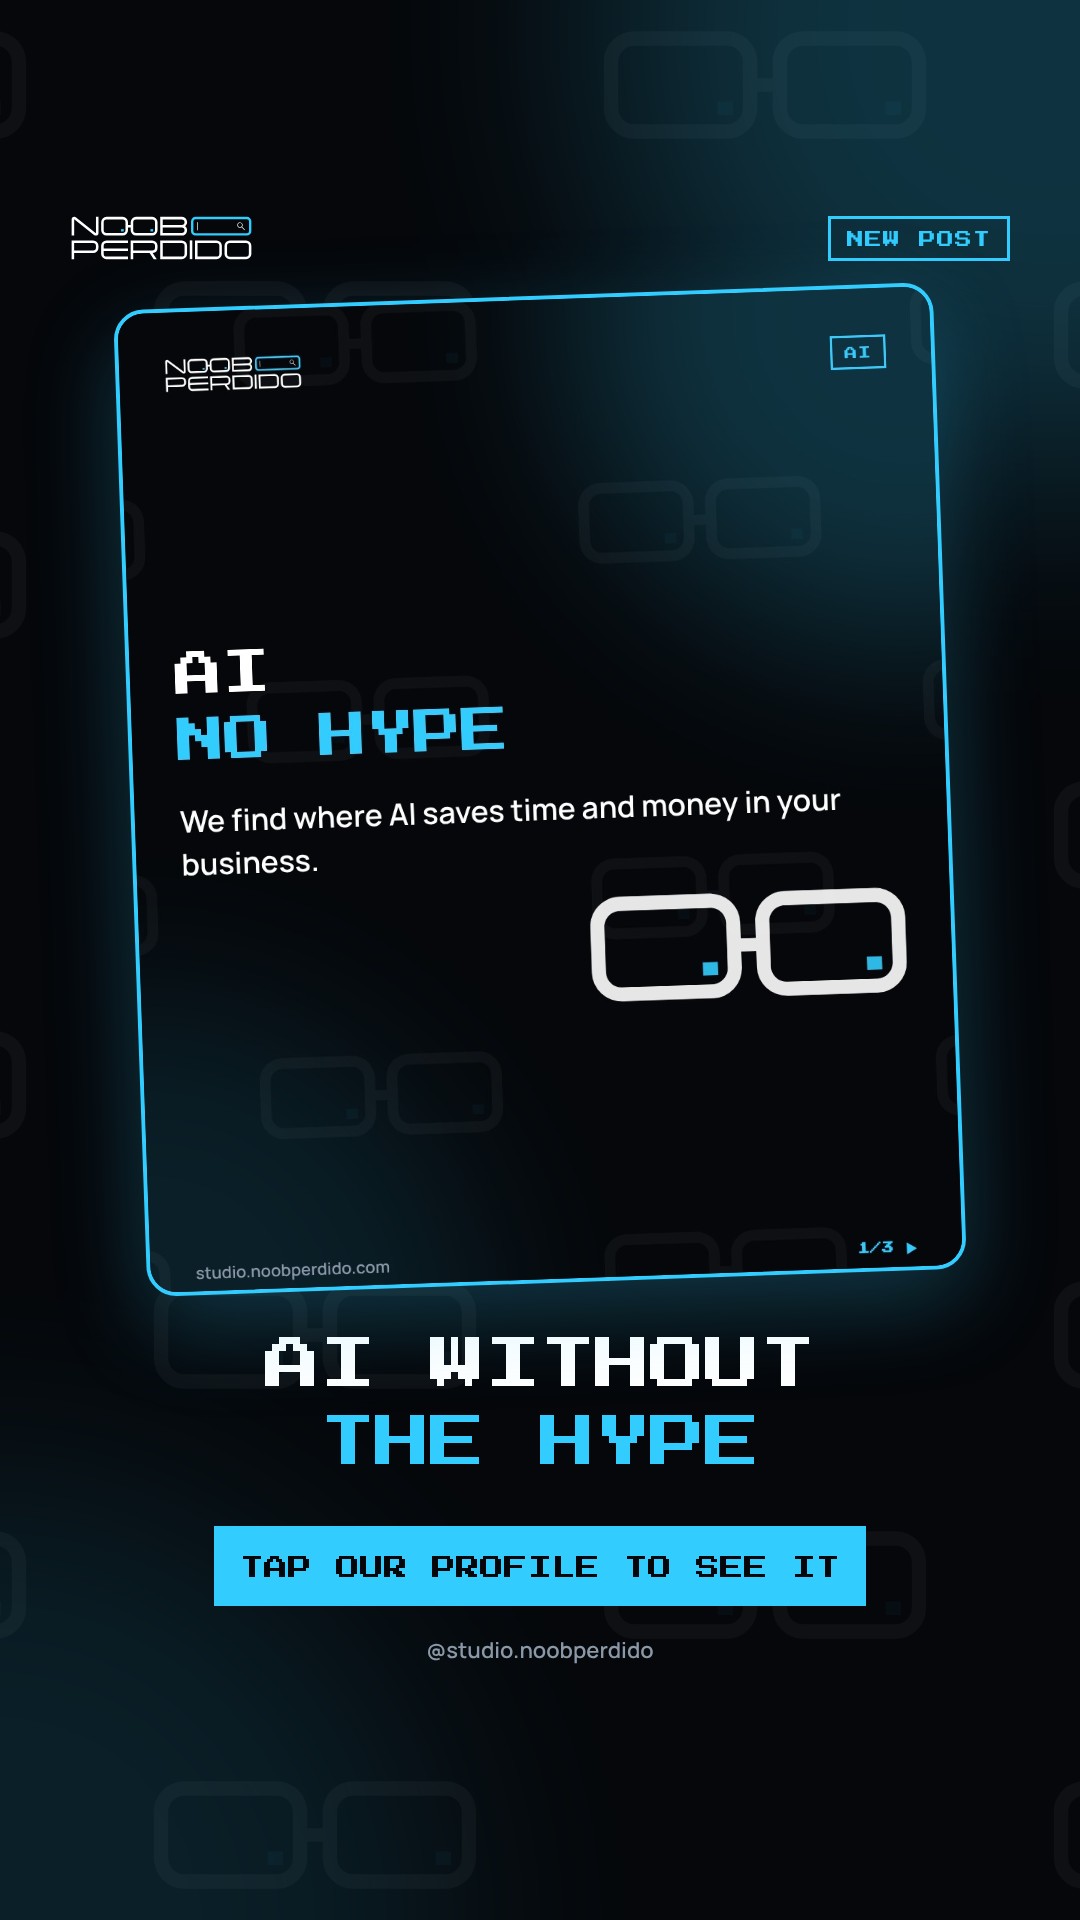 NOOB
PERDIDO
NEW POST
NOOB
PERDIDO
AI
AI
NO HYPE
We find where AI saves time and money in your
business.
studio.noobperdido.com
1/3
AI WITHOUT
THE HYPE
TAP OUR PROFILE TO SEE IT
@studio.noobperdido